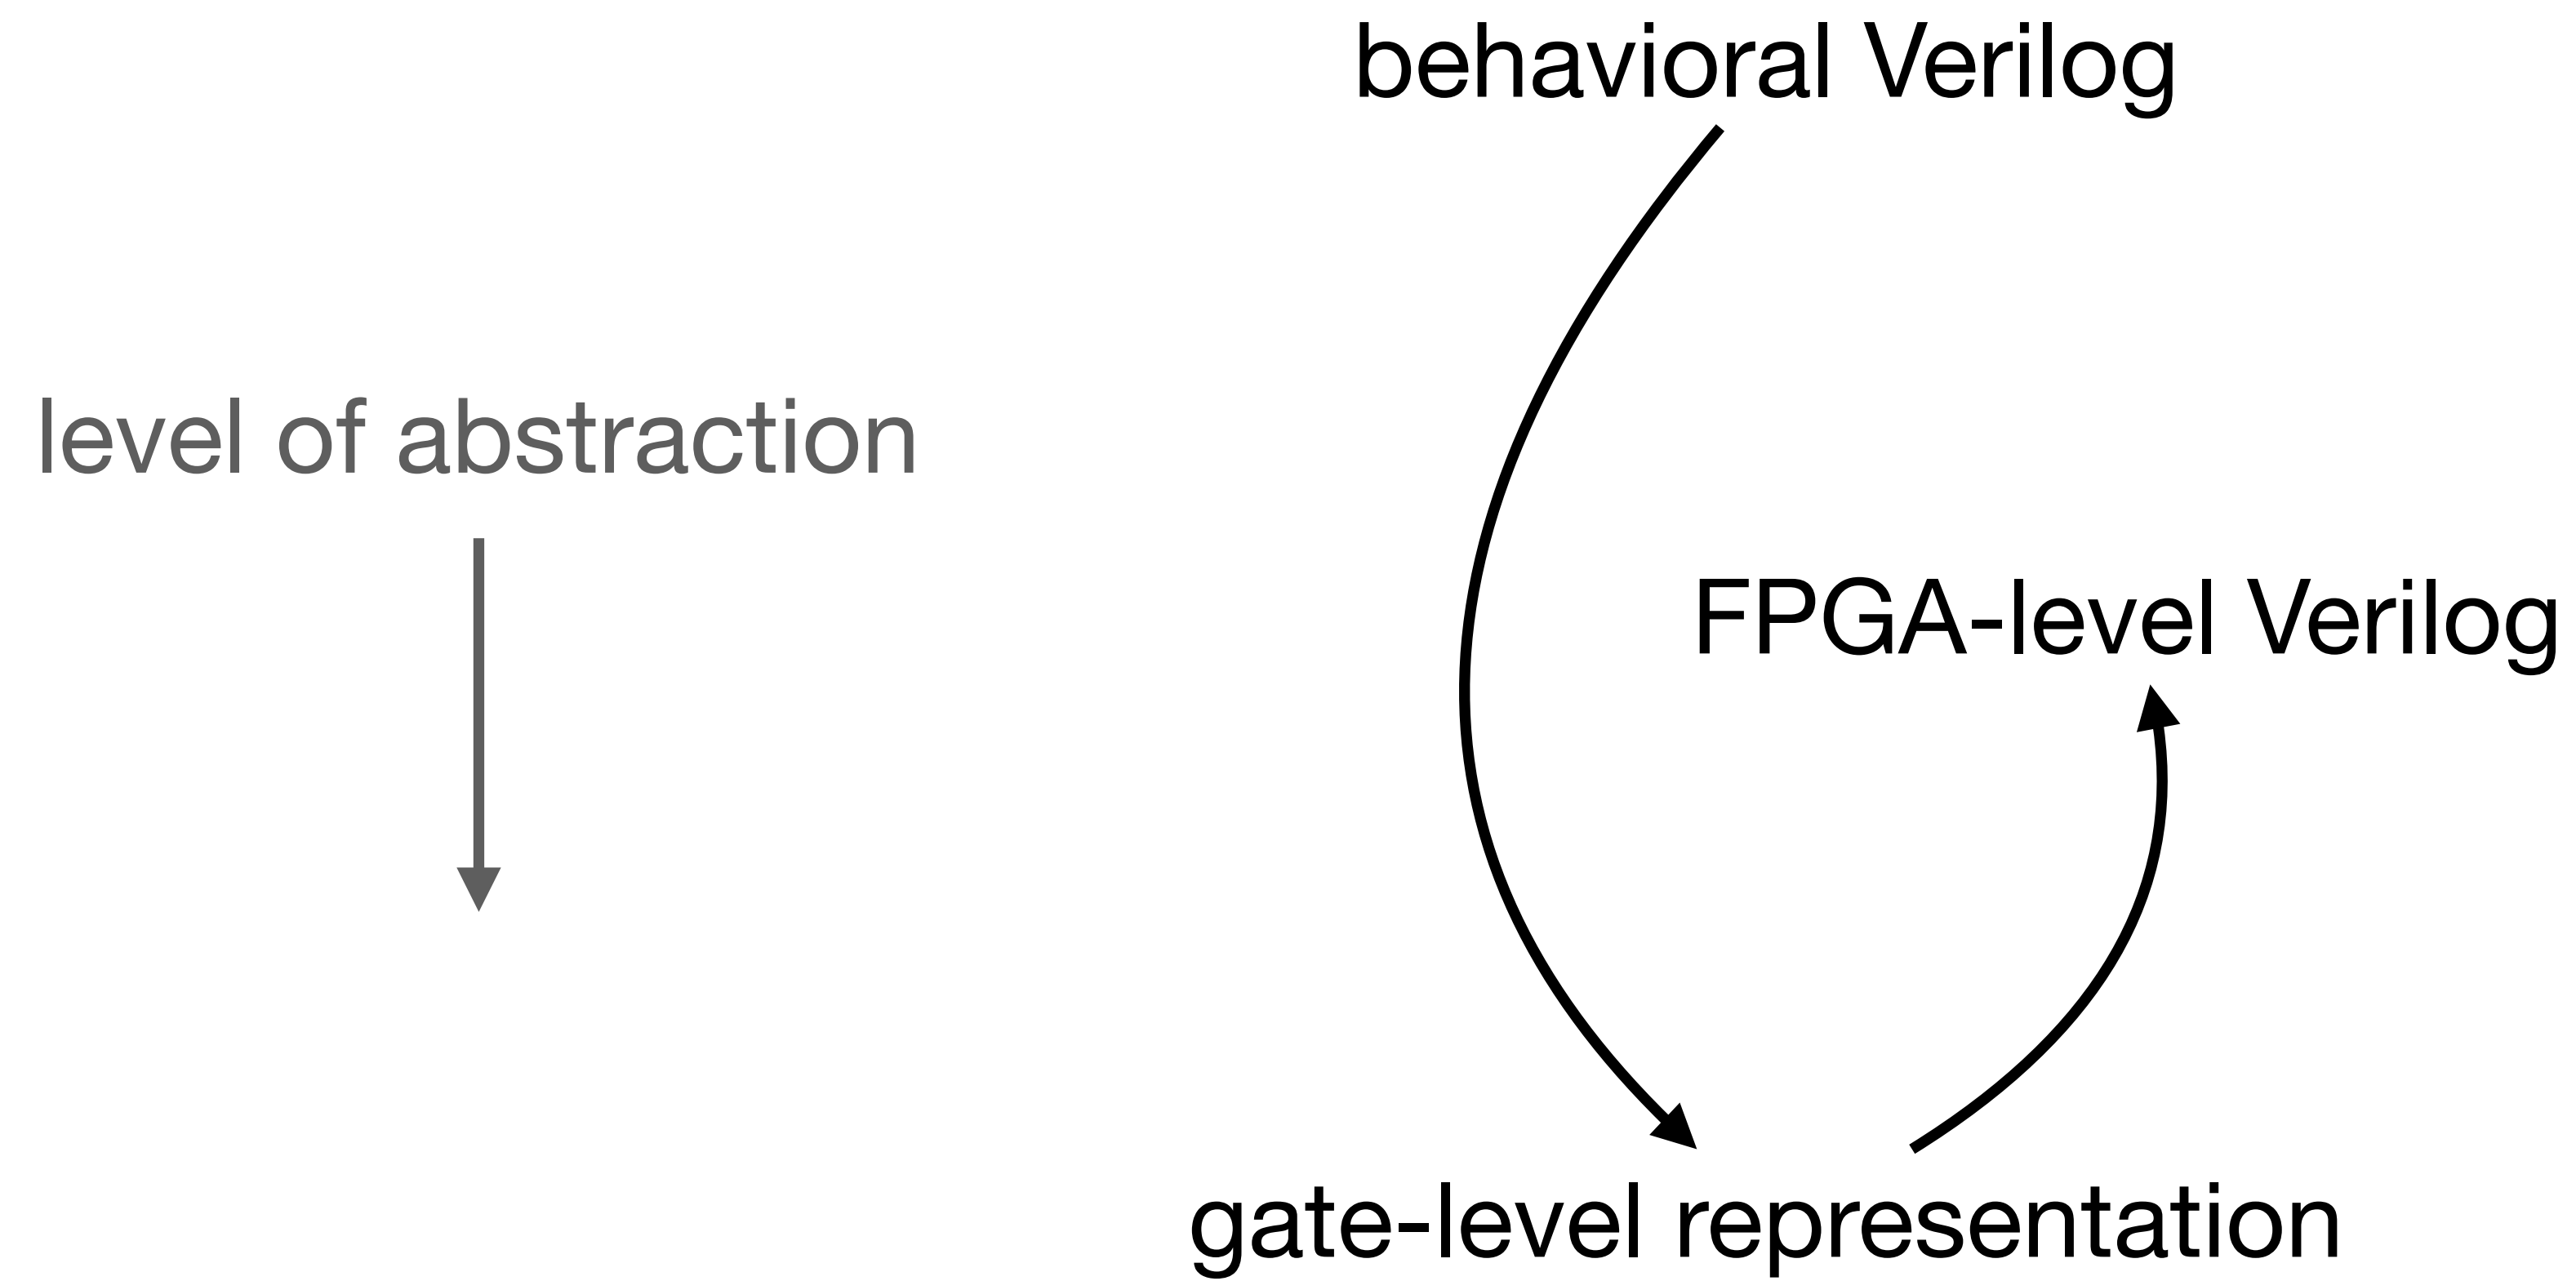 behavioral Verilog
level of abstraction
FPGA-level Verilog
gate-level representation